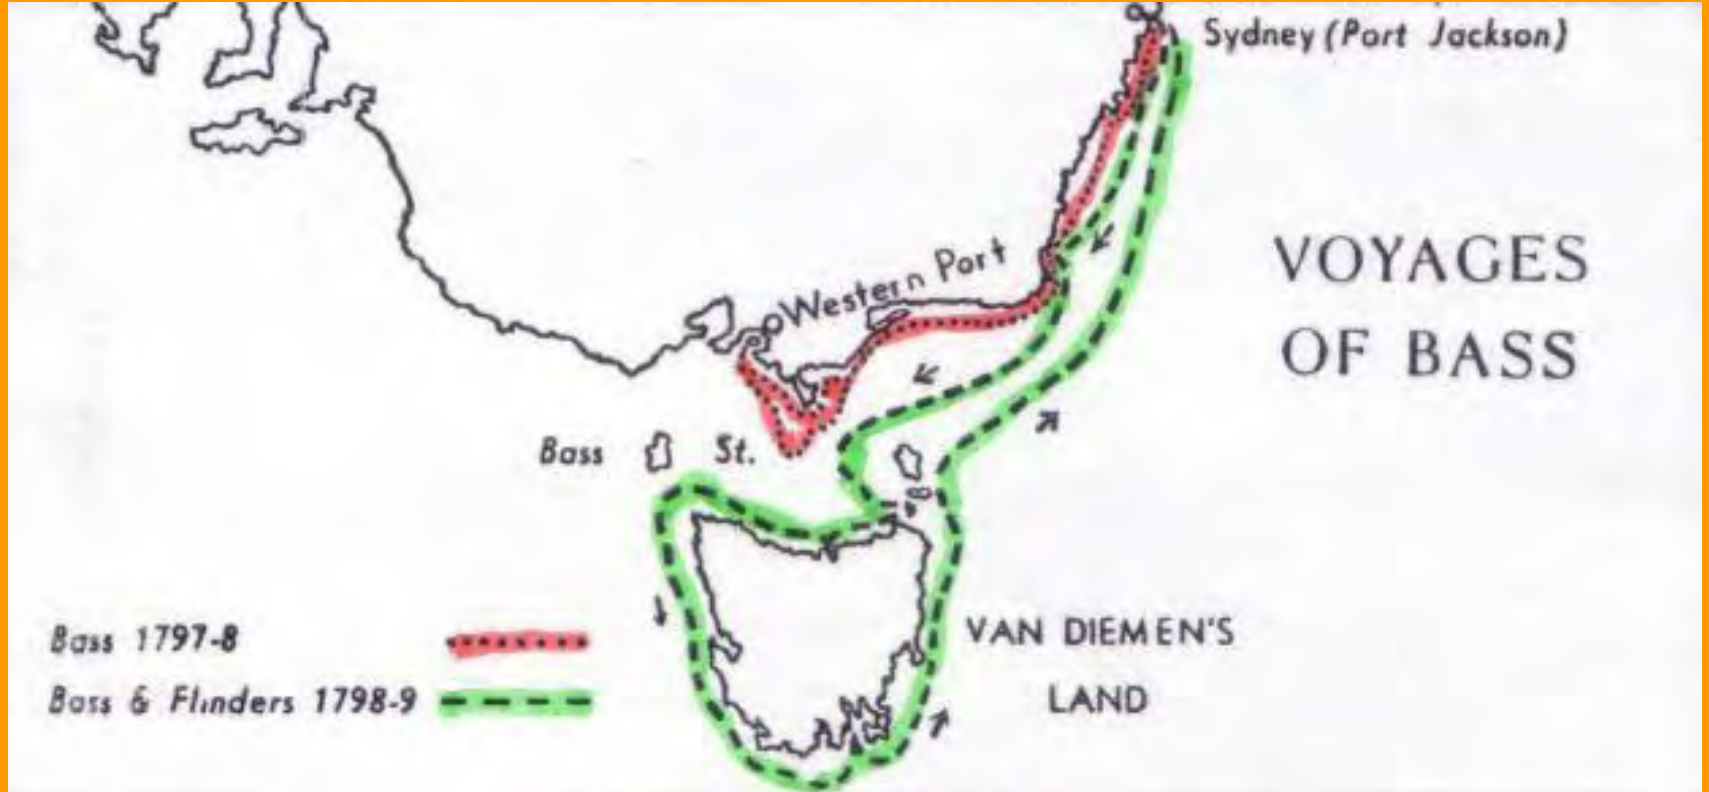 Sydney (Port Jackson)
Western Port
VOYAGES
OF BASS
Bass St.
Bass 1797-8
Bass & Flinders 1798-9
VAN DIEMEN'S
LAND